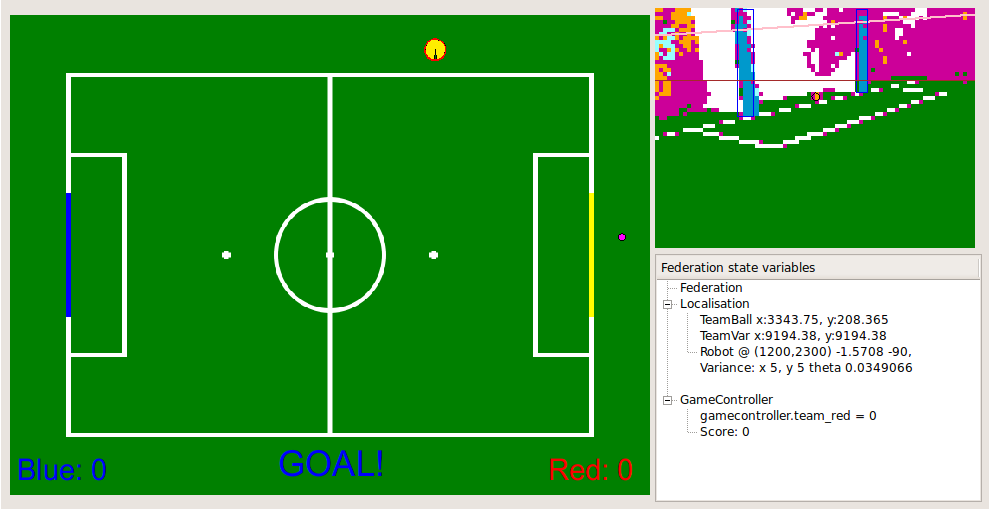 Federation state variables
Federation
Localisation
TeamBall x:3343.75, y:208.365
TeamVar x:9194.38, y:9194.38
Robot @ (1200,2300) -1.5708 -90,
Variance: x 5, y 5 theta 0.0349066
GameController
gamecontroller.team_red = 0
Score: 0
Blue: 0
GOAL!
Red: 0